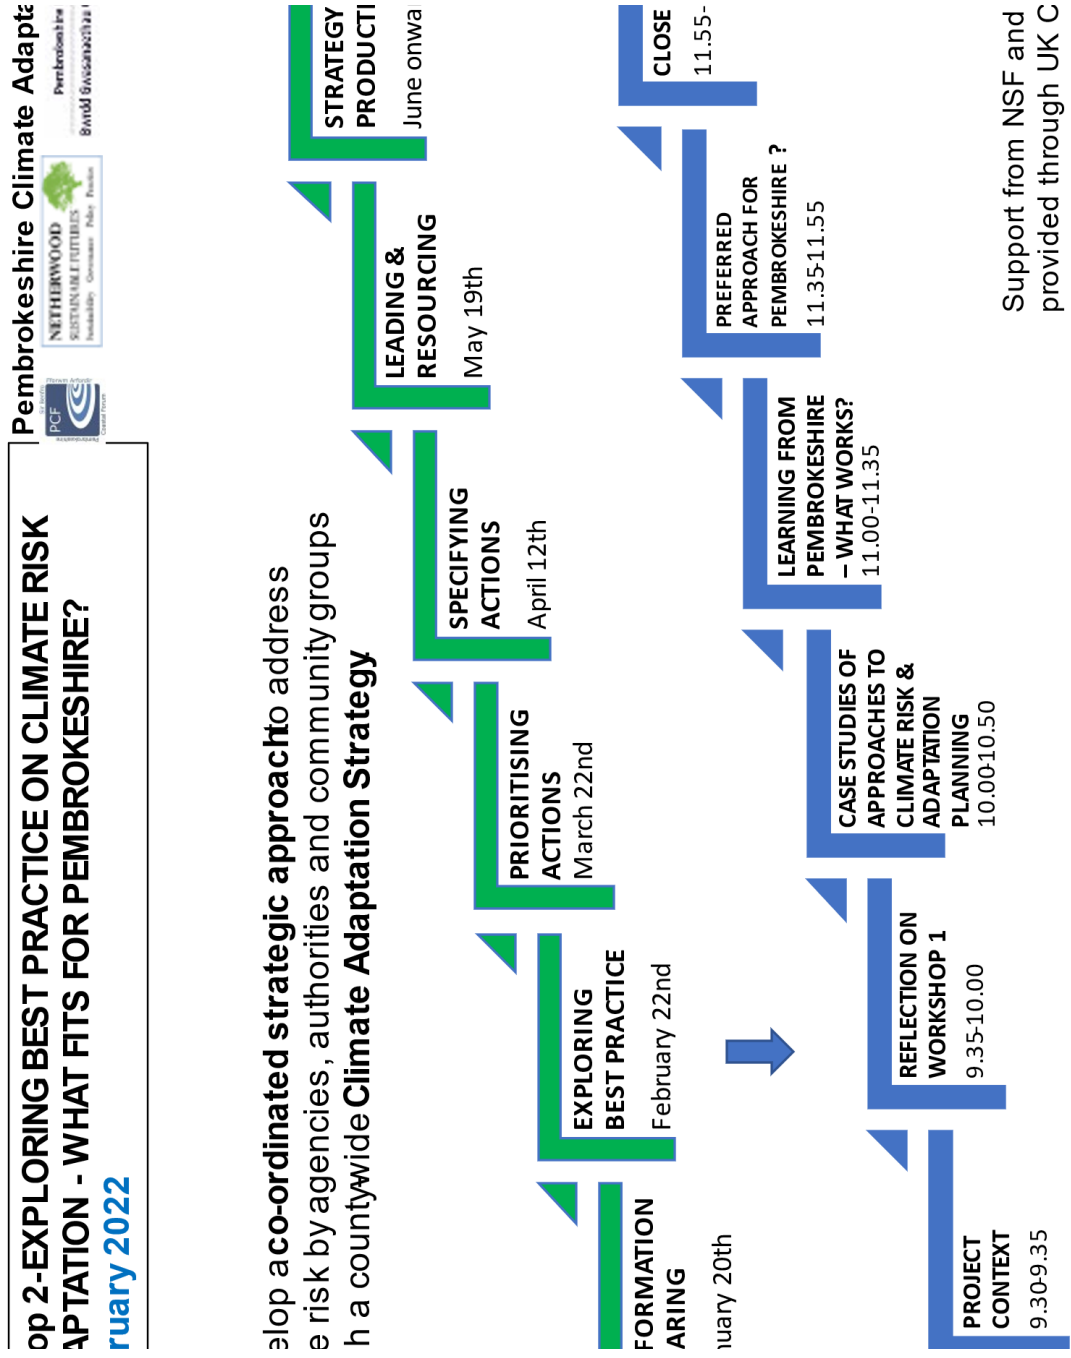 op 2-EXPLORING BEST PRACTICE ON CLIMATE RISK
APTATION - WHAT FITS FOR PEMBROKESHIRE?
ruary 2022
Pembrokeshire Climate Adapta
PCF
NETHERWOOD
SUSTAINABLE FUTURES
Sustainability Governance Policy Practice
Pembrokeshire
elop a co-ordinated strategic approach to address
e risk by agencies, authorities and community groups
h a countywide Climate Adaptation Strategy
FORMATION
ARING
nuary 20th
EXPLORING
BEST PRACTICE
February 22nd
PRIORITISING
ACTIONS
March 22nd
SPECIFYING
ACTIONS
April 12th
LEADING &
RESOURCING
May 19th
STRATEGY
PRODUCTI
June onwa
PROJECT
CONTEXT
9.30-9.35
REFLECTION ON
WORKSHOP 1
9.35-10.00
CASE STUDIES OF
APPROACHES TO
CLIMATE RISK &
ADAPTATION
PLANNING
10.00-10.50
LEARNING FROM
PEMBROKESHIRE
– WHAT WORKS?
11.00-11.35
PREFERRED
APPROACH FOR
PEMBROKESHIRE ?
11.35-11.55
CLOSE
11.55-
Support from NSF and
provided through UK C